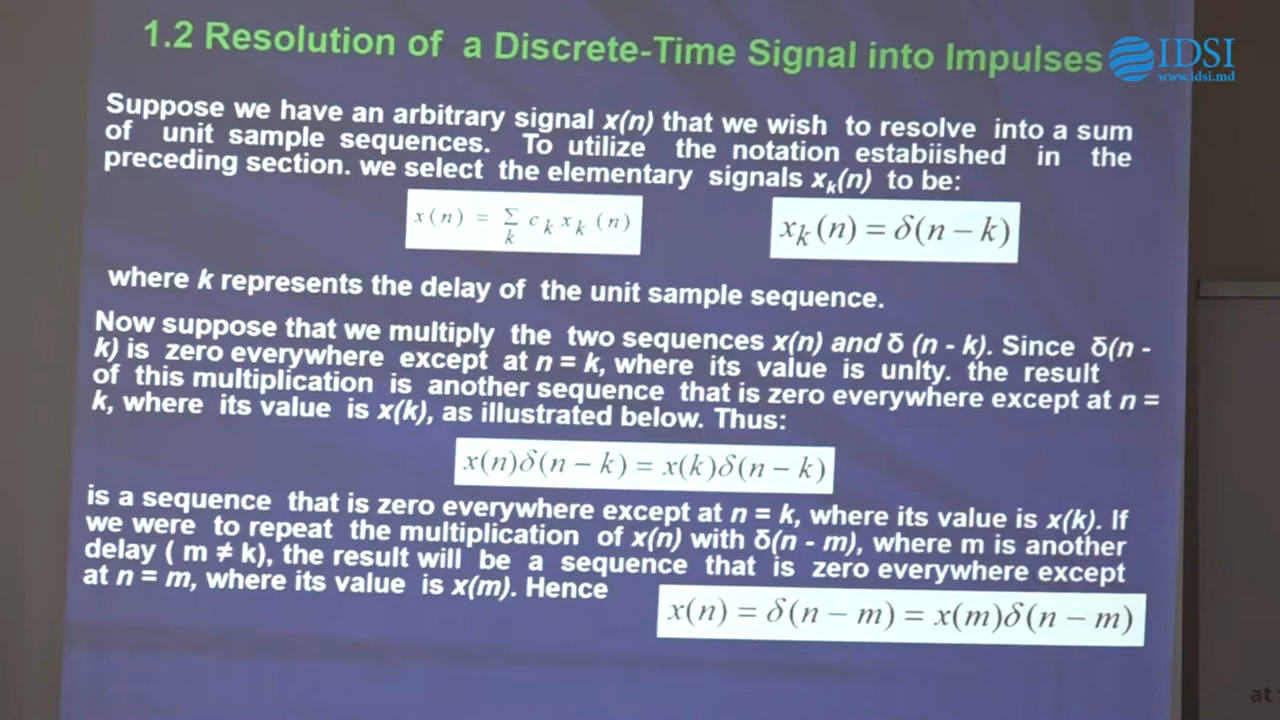 1.2 Resolution of a Discrete-Time Signal into Impulses
IDSI
www.idsi.md
Suppose we have an arbitrary signal x(n) that we wish to resolve into a sum
of unit sample sequences. To utilize the notation estabiished in the
preceding section. we select the elementary signals xₖ(n) to be:
x(n) = Σ cₖ xₖ (n)
k
xₖ(n) = δ(n − k)
where k represents the delay of the unit sample sequence.
Now suppose that we multiply the two sequences x(n) and δ (n - k). Since δ(n -
k) is zero everywhere except at n = k, where its value is unlty. the result
of this multiplication is another sequence that is zero everywhere except at n =
k, where its value is x(k), as illustrated below. Thus:
x(n)δ(n − k) = x(k)δ(n − k)
is a sequence that is zero everywhere except at n = k, where its value is x(k). If
we were to repeat the multiplication of x(n) with δ(n - m), where m is another
delay ( m ≠ k), the result will be a sequence that is zero everywhere except
at n = m, where its value is x(m). Hence
x(n) = δ(n − m) = x(m)δ(n − m)
at